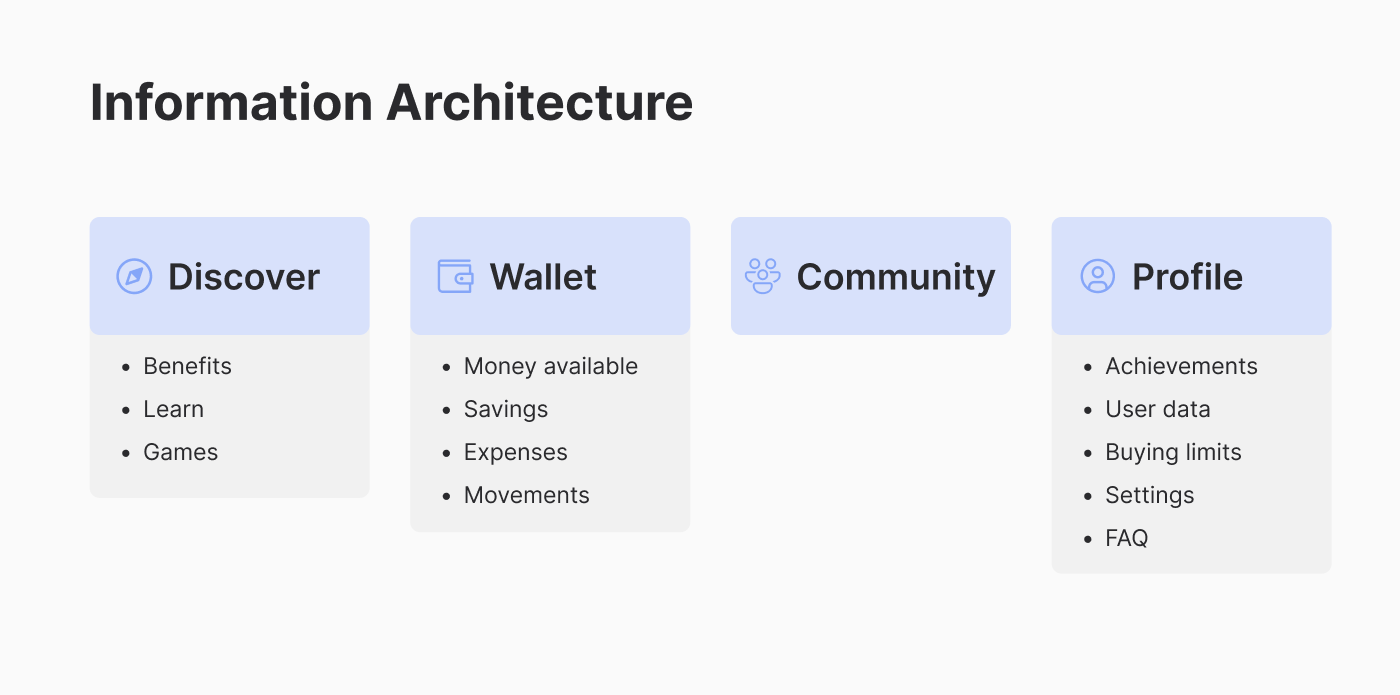 Information Architecture
Discover
• Benefits
• Learn
• Games
Wallet
• Money available
• Savings
• Expenses
• Movements
Community
Profile
• Achievements
• User data
• Buying limits
• Settings
• FAQ